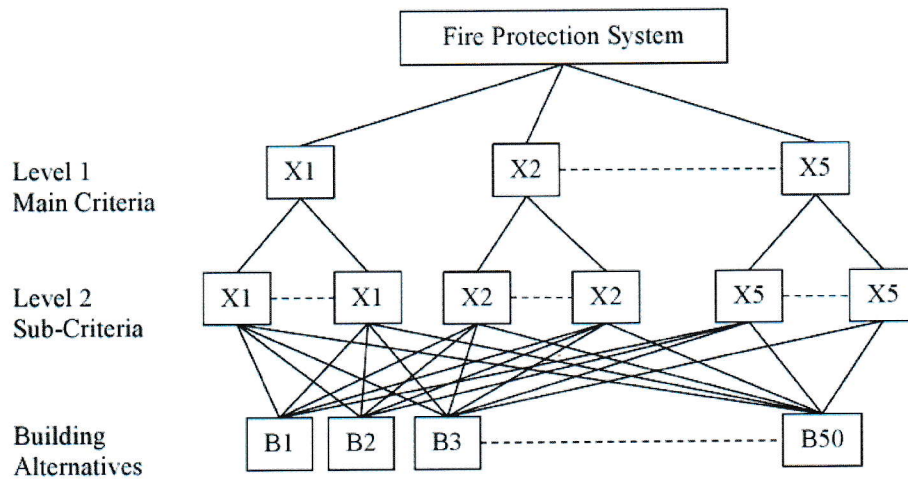 Fire Protection System
Level 1
Main Criteria
X1
X2
X5
Level 2
Sub-Criteria
X1
X1
X2
X2
X5
X5
Building
Alternatives
B1
B2
B3
B50